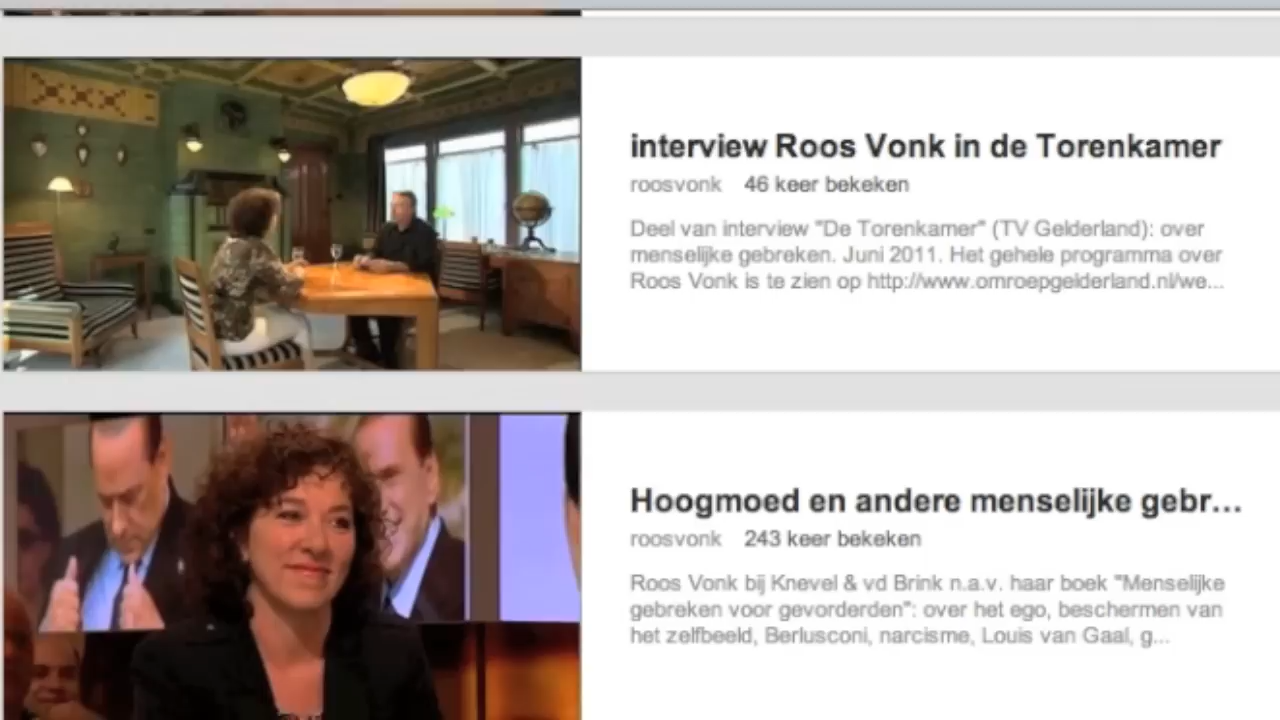 interview Roos Vonk in de Torenkamer
roosvonk 46 keer bekeken
Deel van interview "De Torenkamer" (TV Gelderland): over
menselijke gebreken. Juni 2011. Het gehele programma over
Roos Vonk is te zien op http://www.omroepgelderland.nl/we...
Hoogmoed en andere menselijke gebr...
roosvonk 243 keer bekeken
Roos Vonk bij Knevel & vd Brink n.a.v. haar boek "Menselijke
gebreken voor gevorderden": over het ego, beschermen van
het zelfbeeld, Berlusconi, narcisme, Louis van Gaal, g...